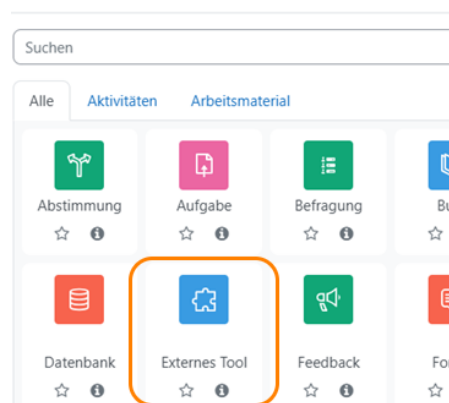 Suchen
Alle Aktivitäten Arbeitsmaterial
Abstimmung Aufgabe Befragung
Datenbank Externes Tool Feedback